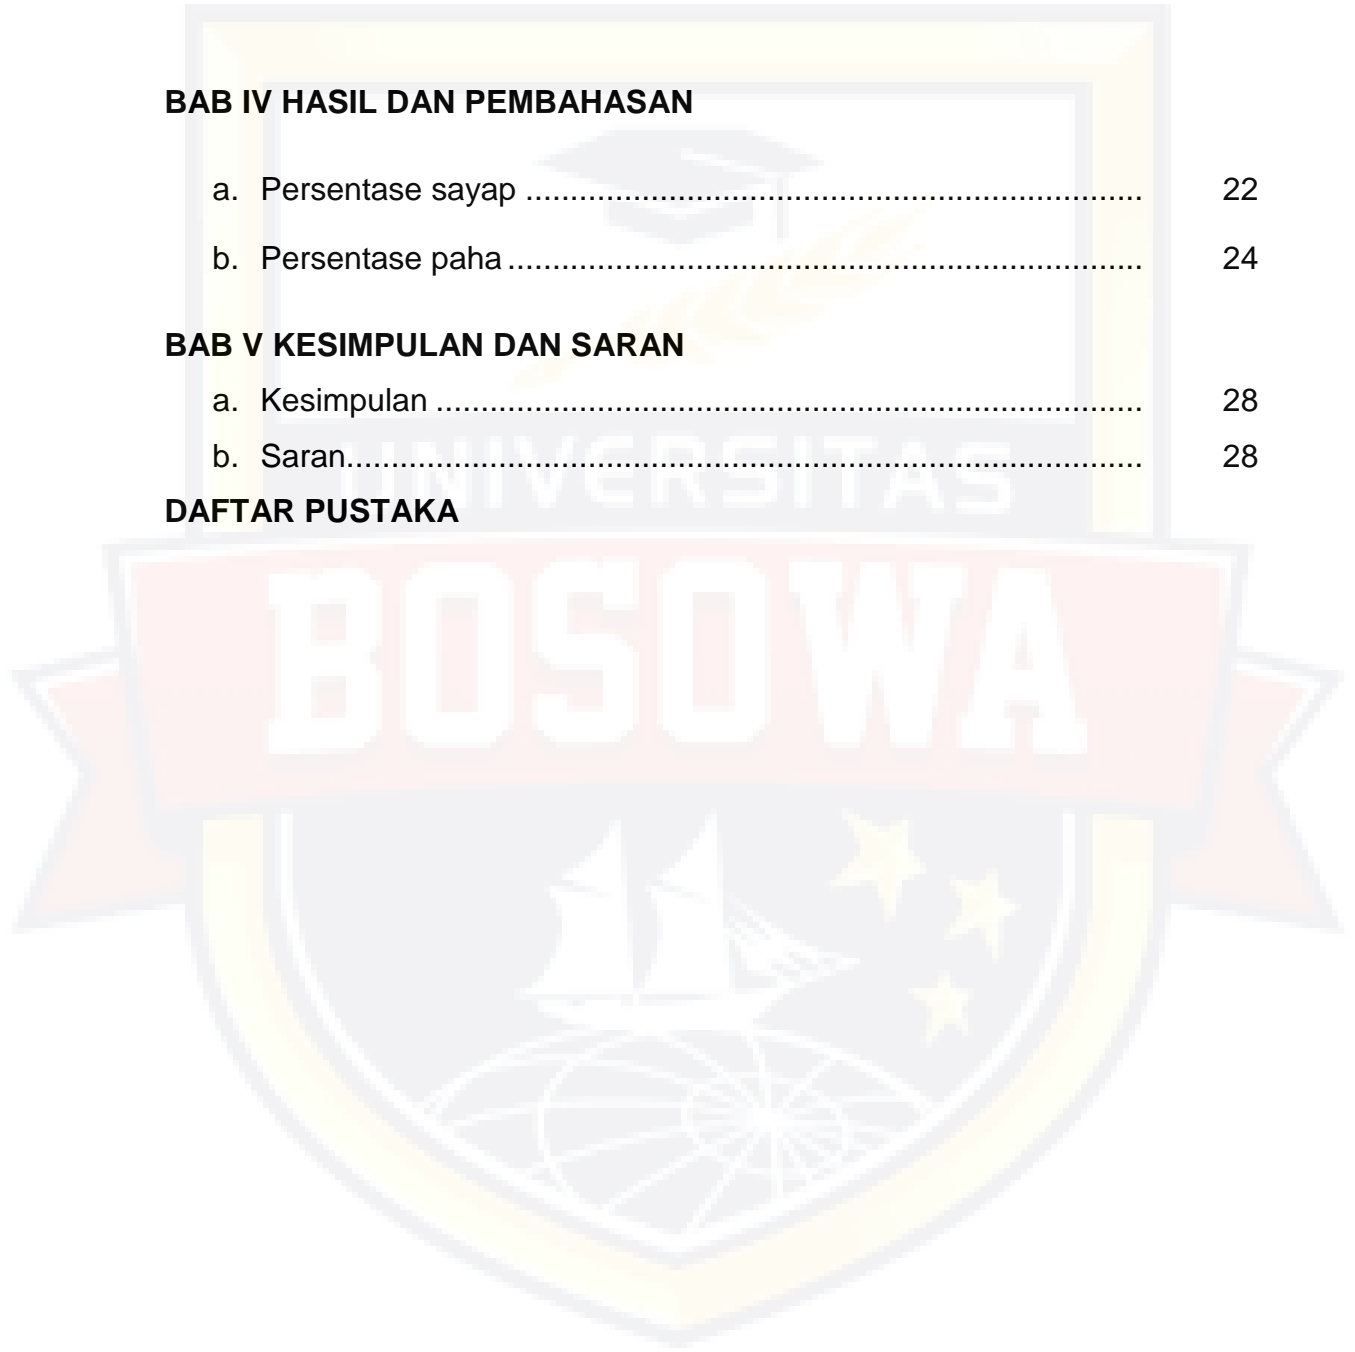 BAB IV HASIL DAN PEMBAHASAN
a. Persentase sayap ..................................................................... 22
b. Persentase paha ....................................................................... 24
BAB V KESIMPULAN DAN SARAN
a. Kesimpulan ............................................................................... 28
b. Saran......................................................................................... 28
DAFTAR PUSTAKA
UNIVERSITAS
BOSOWA